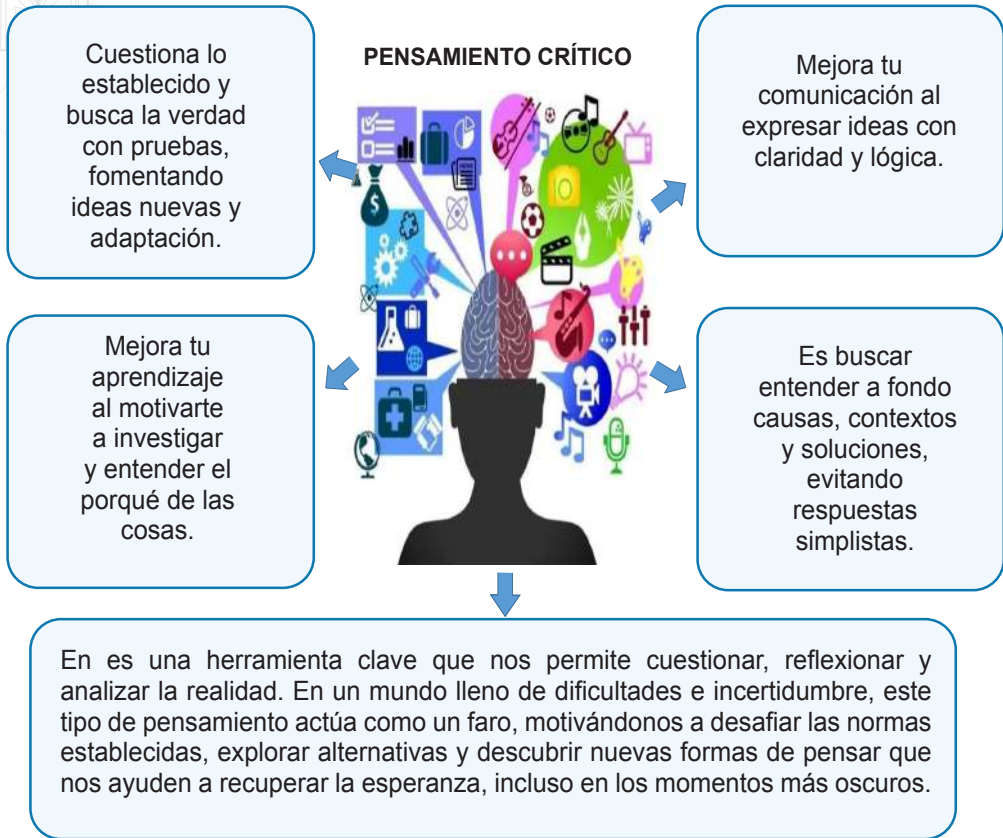 PENSAMIENTO CRÍTICO
Cuestiona lo
establecido y
busca la verdad
con pruebas,
fomentando
ideas nuevas y
adaptación.
Mejora tu
comunicación al
expresar ideas con
claridad y lógica.
Mejora tu
aprendizaje
al motivarte
a investigar
y entender el
porqué de las
cosas.
Es buscar
entender a fondo
causas, contextos
y soluciones,
evitando
respuestas
simplistas.
En es una herramienta clave que nos permite cuestionar, reflexionar y
analizar la realidad. En un mundo lleno de dificultades e incertidumbre, este
tipo de pensamiento actúa como un faro, motivándonos a desafiar las normas
establecidas, explorar alternativas y descubrir nuevas formas de pensar que
nos ayuden a recuperar la esperanza, incluso en los momentos más oscuros.